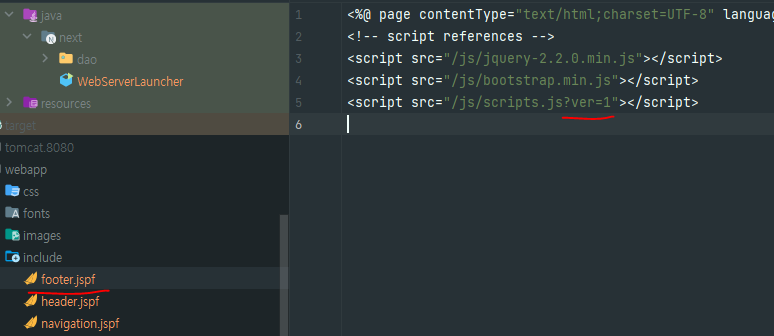 java
next
dao
WebServerLauncher
resources
target
tomcat.8080
webapp
css
fonts
images
include
footer.jspf
header.jspf
navigation.jspf
1 <%@ page contentType="text/html;charset=UTF-8" languag
2 <!-- script references -->
3 <script src="/js/jquery-2.2.0.min.js"></script>
4 <script src="/js/bootstrap.min.js"></script>
5 <script src="/js/scripts.js?ver=1"></script>
6